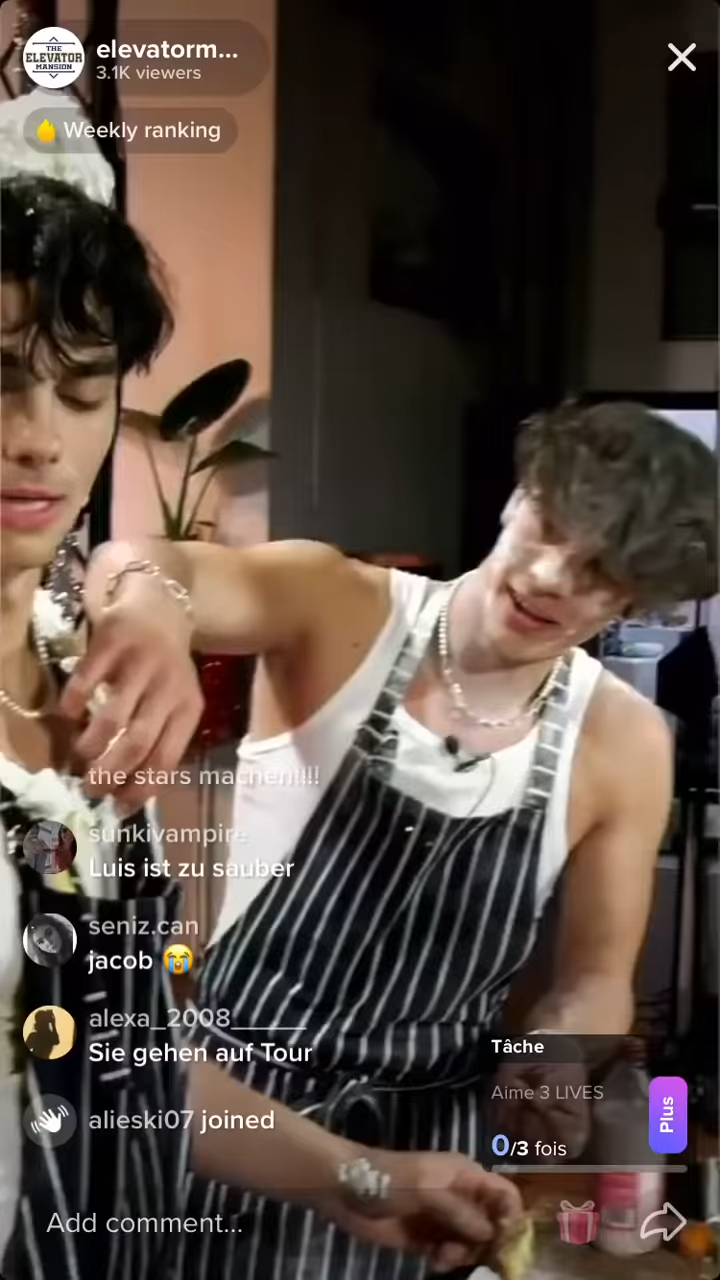 THE
ELEVATOR
MANSION
elevatorm...
3.1K viewers
Weekly ranking
the stars machen!!!!
sunkivampire
Luis ist zu sauber
seniz.can
jacob 😭
alexa_2008______
Sie gehen auf Tour
alieski07 joined
Tâche
Aime 3 LIVES
0/3 fois
Plus
Add comment...